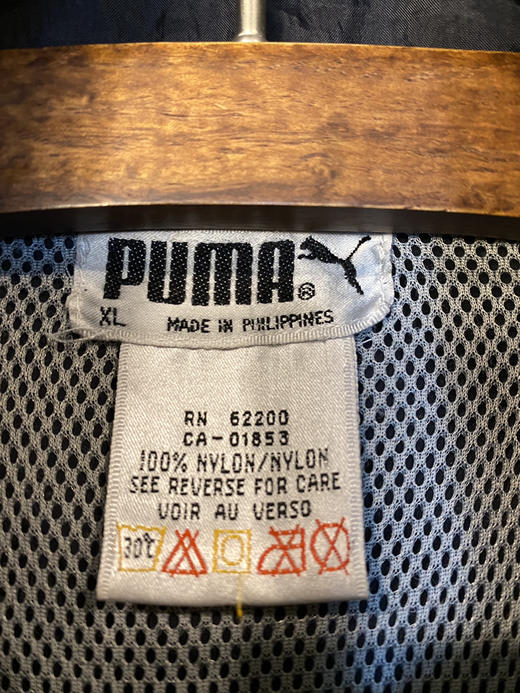 PUMA®
XL MADE IN PHILIPPINES
RN 62200
CA-01853
100% NYLON/NYLON
SEE REVERSE FOR CARE
VOIR AU VERSO
30℃